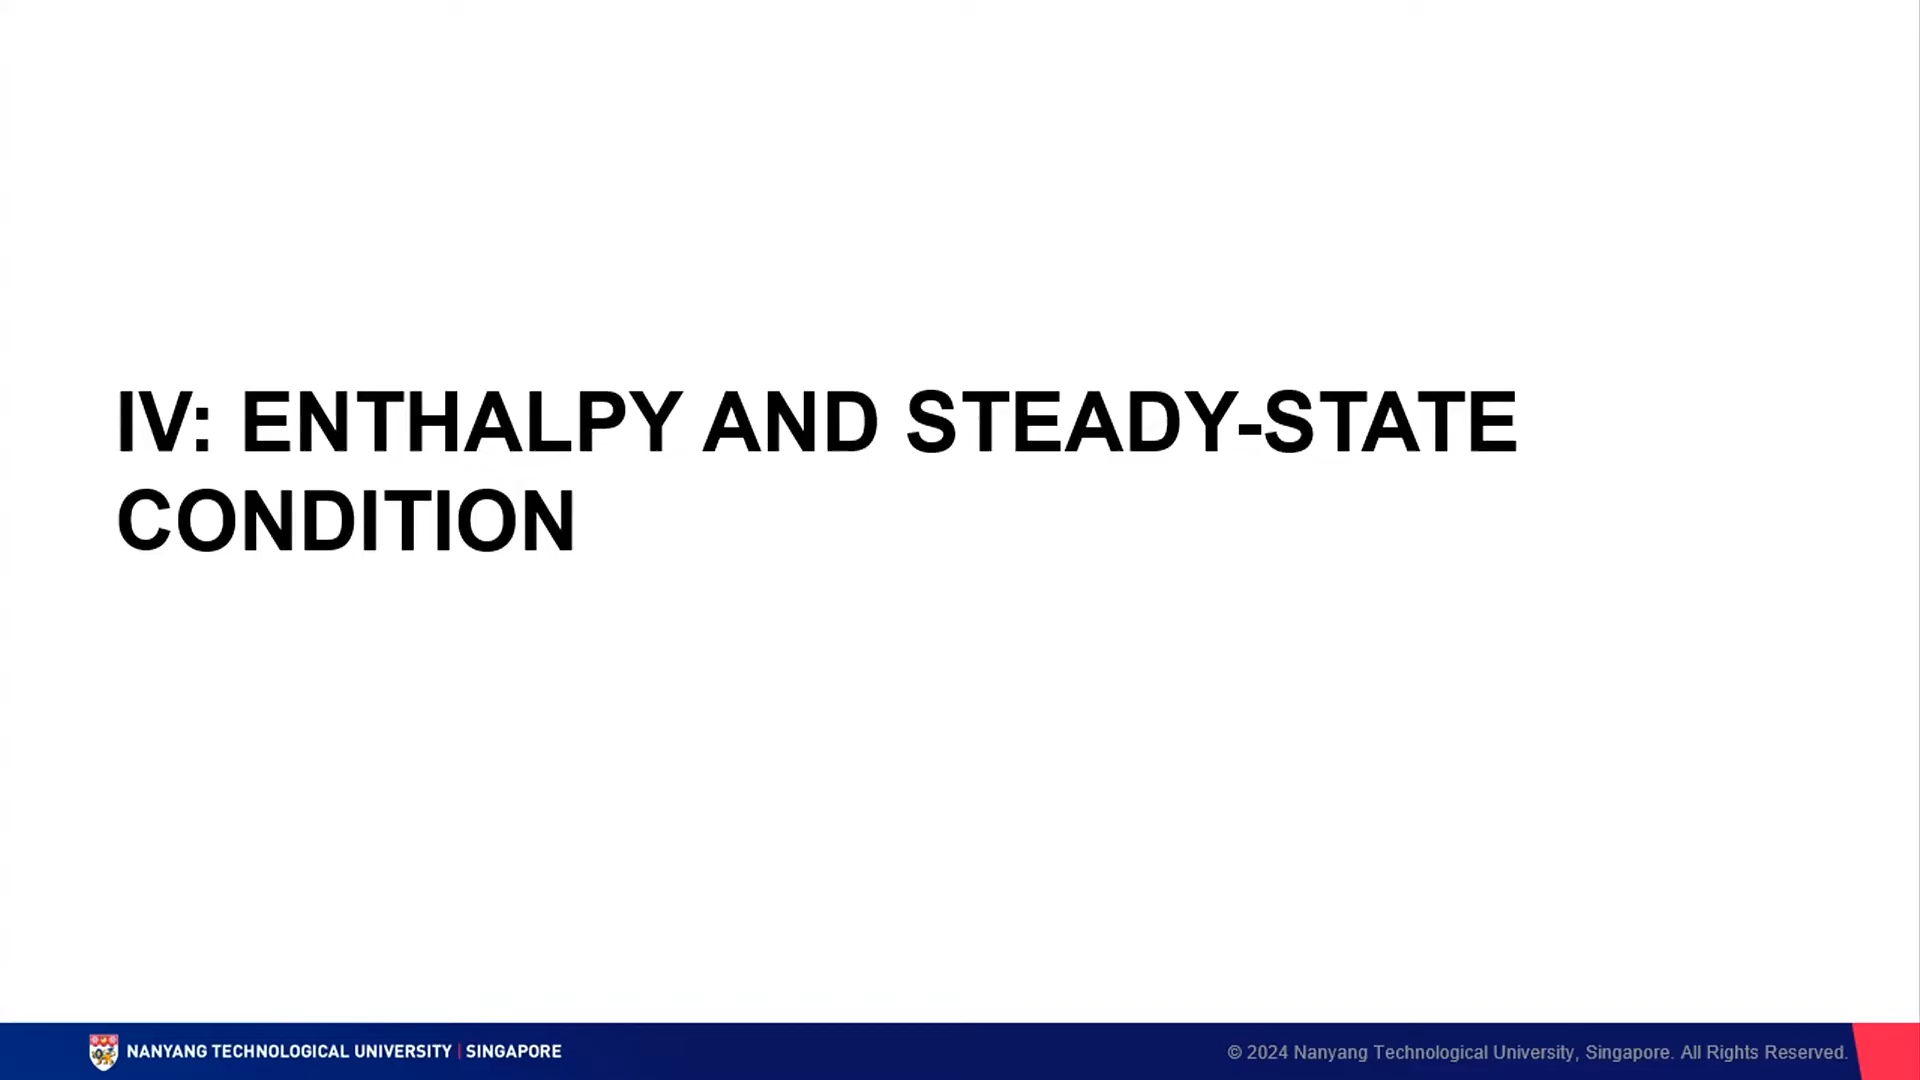 IV: ENTHALPY AND STEADY-STATE
CONDITION
NANYANG TECHNOLOGICAL UNIVERSITY | SINGAPORE
© 2024 Nanyang Technological University, Singapore. All Rights Reserved.